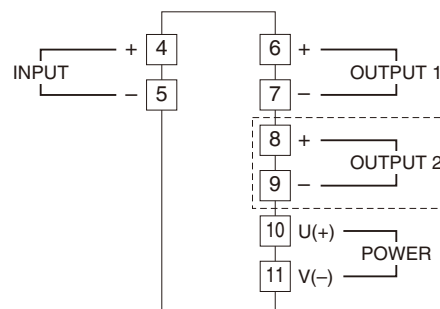 4 +
5 –
INPUT
6 +
7 –
OUTPUT 1
8 +
9 –
OUTPUT 2
10 U(+)
11 V(–)
POWER